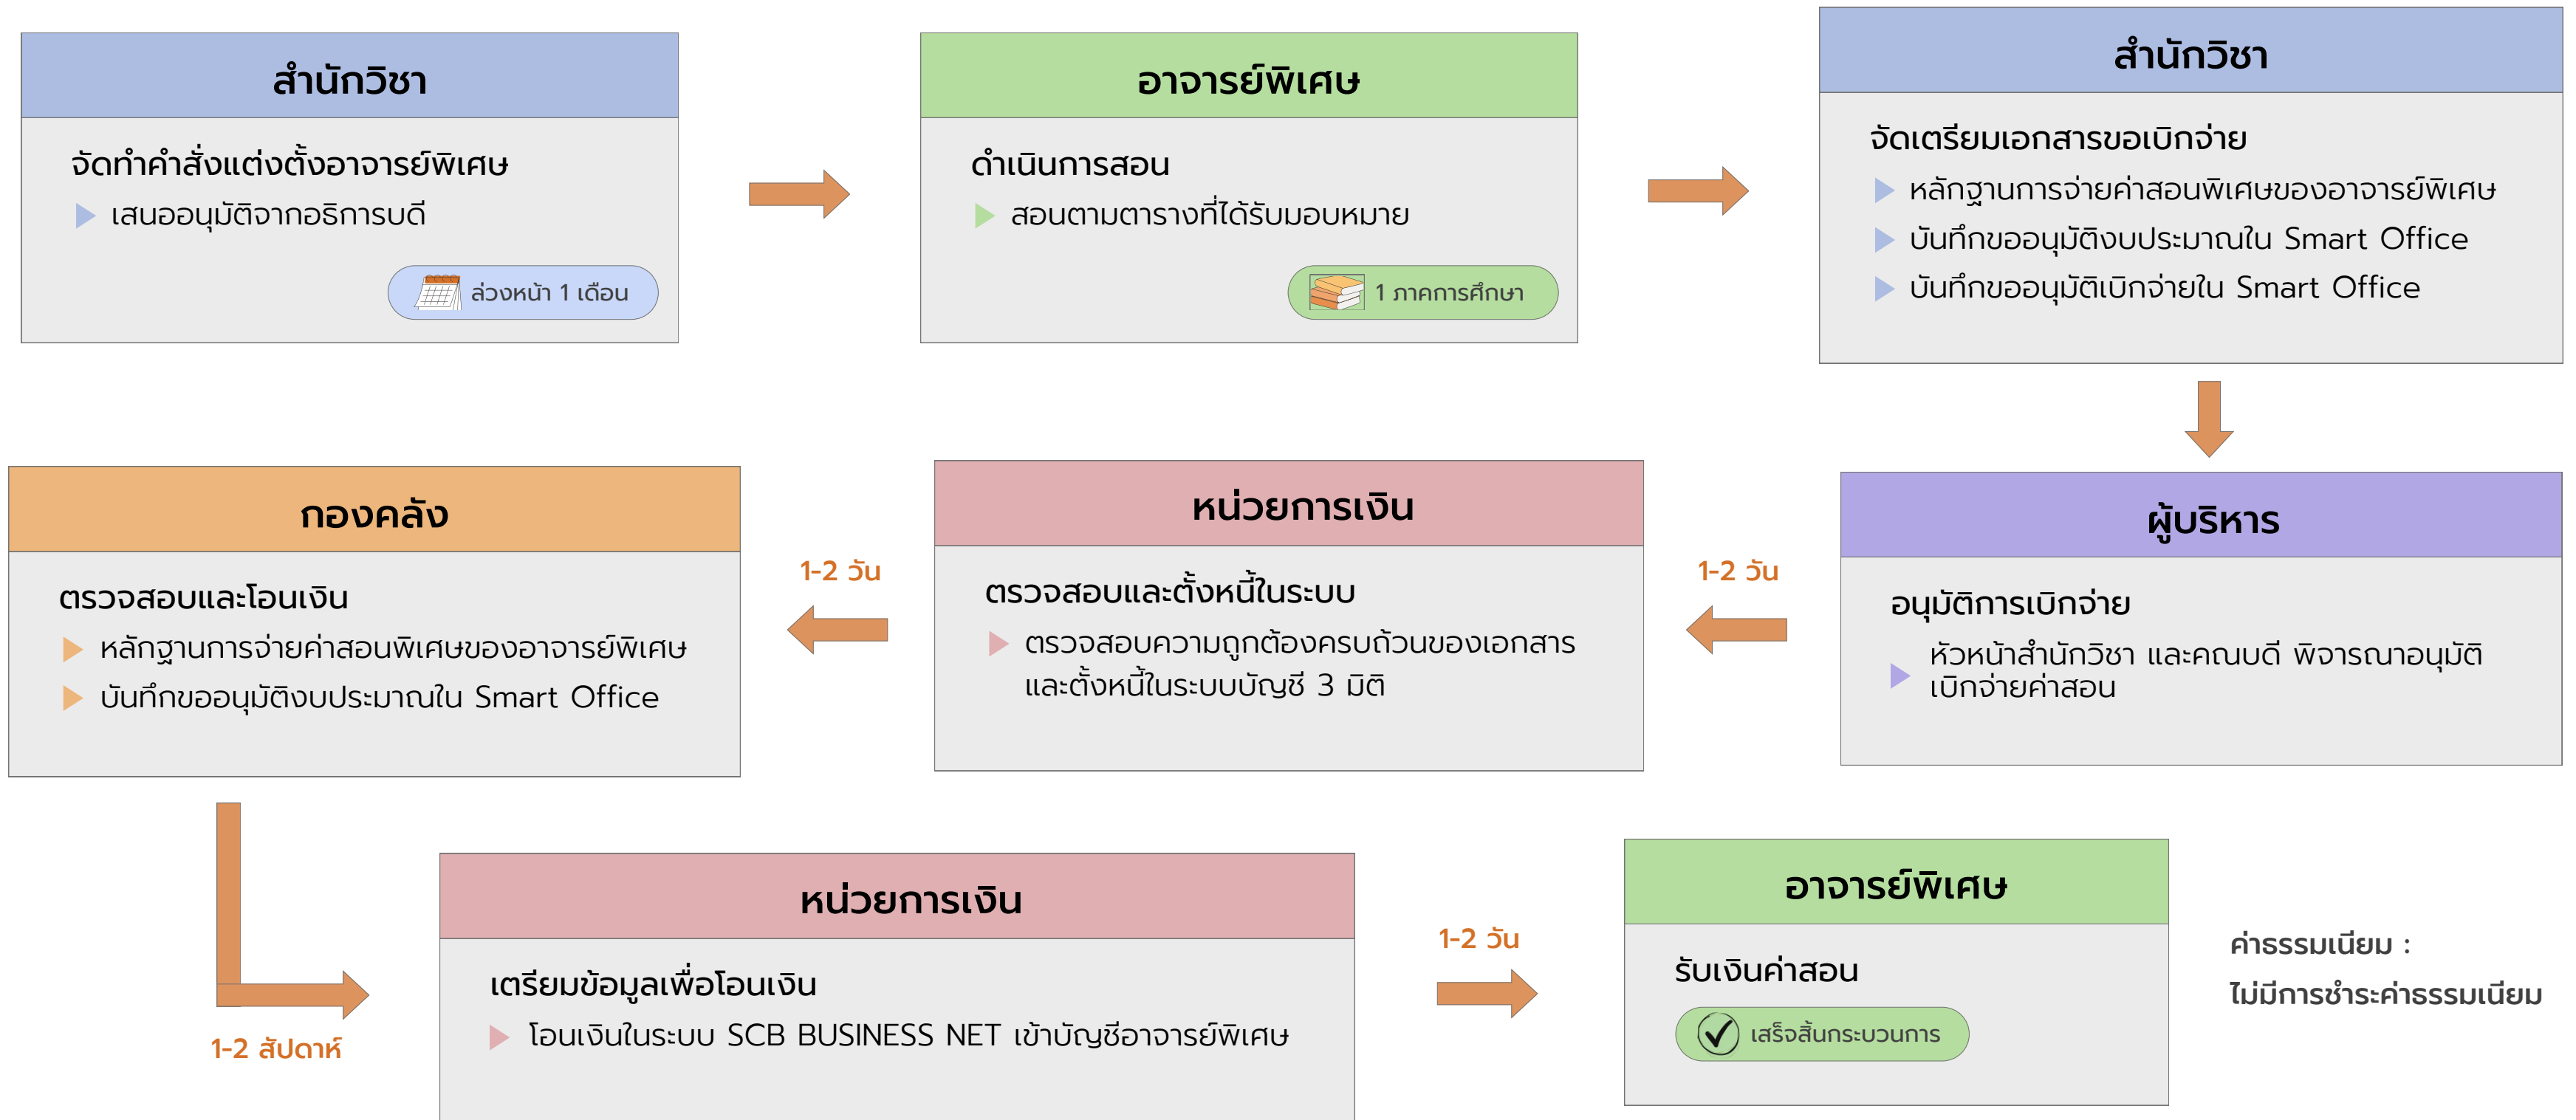 สำนักวิชา
จัดทำคำสั่งแต่งตั้งอาจารย์พิเศษ
เสนออนุมัติจากอธิการบดี
ล่วงหน้า 1 เดือน
อาจารย์พิเศษ
ดำเนินการสอน
สอนตามตารางที่ได้รับมอบหมาย
1 ภาคการศึกษา
สำนักวิชา
จัดเตรียมเอกสารขอเบิกจ่าย
หลักฐานการจ่ายค่าสอนพิเศษของอาจารย์พิเศษ
บันทึกขออนุมัติงบประมาณใน Smart Office
บันทึกขออนุมัติเบิกจ่ายใน Smart Office
ผู้บริหาร
อนุมัติการเบิกจ่าย
หัวหน้าสำนักวิชา และคณบดี พิจารณาอนุมัติ
เบิกจ่ายค่าสอน
1-2 วัน
หน่วยการเงิน
ตรวจสอบและตั้งหนี้ในระบบ
ตรวจสอบความถูกต้องครบถ้วนของเอกสาร
และตั้งหนี้ในระบบบัญชี 3 มิติ
1-2 วัน
กองคลัง
ตรวจสอบและโอนเงิน
หลักฐานการจ่ายค่าสอนพิเศษของอาจารย์พิเศษ
บันทึกขออนุมัติงบประมาณใน Smart Office
1-2 สัปดาห์
หน่วยการเงิน
เตรียมข้อมูลเพื่อโอนเงิน
โอนเงินในระบบ SCB BUSINESS NET เข้าบัญชีอาจารย์พิเศษ
1-2 วัน
อาจารย์พิเศษ
รับเงินค่าสอน
เสร็จสิ้นกระบวนการ
ค่าธรรมเนียม :
ไม่มีการชำระค่าธรรมเนียม